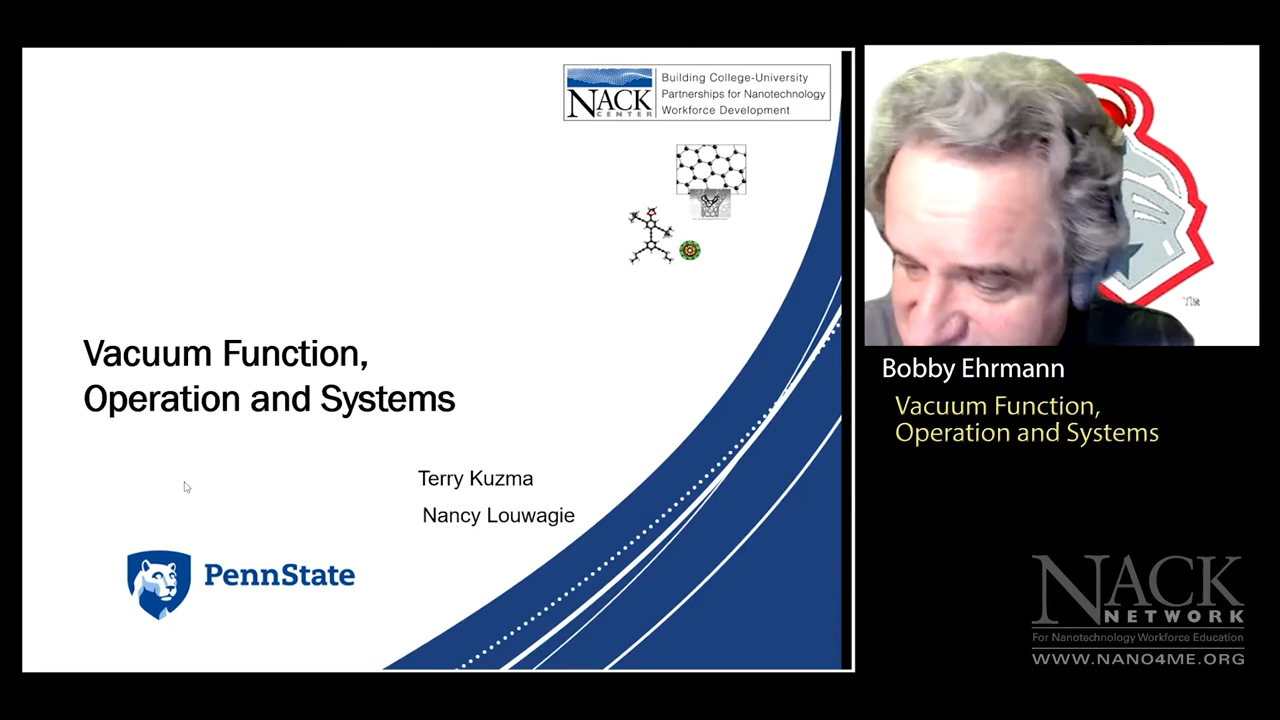 NACK
CENTER
Building College-University
Partnerships for Nanotechnology
Workforce Development
Vacuum Function,
Operation and Systems
Terry Kuzma
Nancy Louwagie
PennState
TM
Bobby Ehrmann
Vacuum Function,
Operation and Systems
NACK
NETWORK
For Nanotechnology Workforce Education
WWW.NANO4ME.ORG